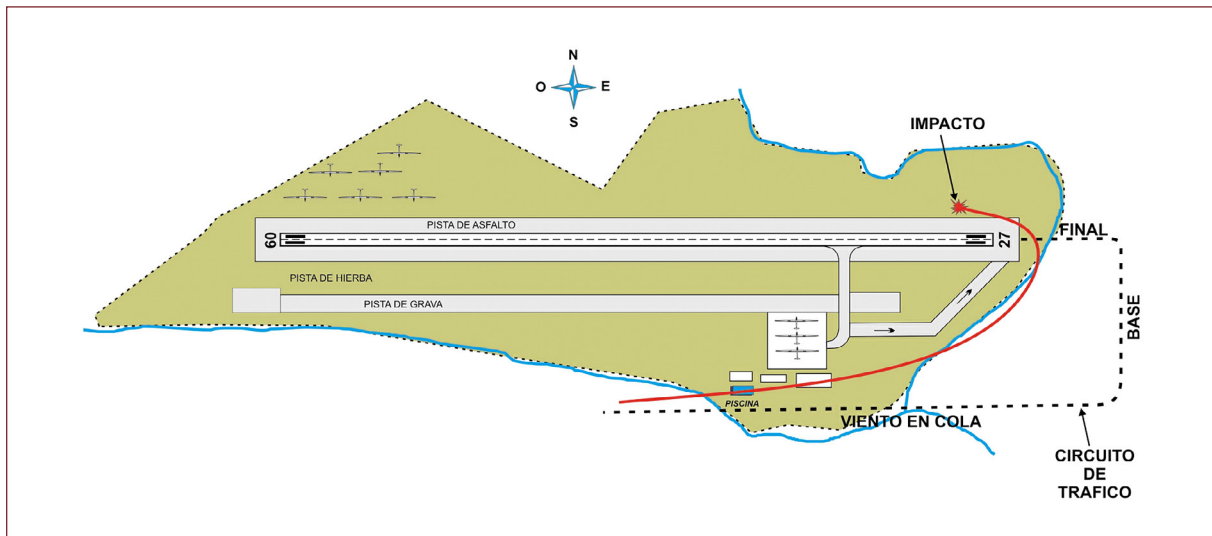 N
O E
S
IMPACTO
PISTA DE ASFALTO
09
27
FINAL
PISTA DE HIERBA
PISTA DE GRAVA
BASE
PISCINA
VIENTO EN COLA
CIRCUITO
DE
TRAFICO